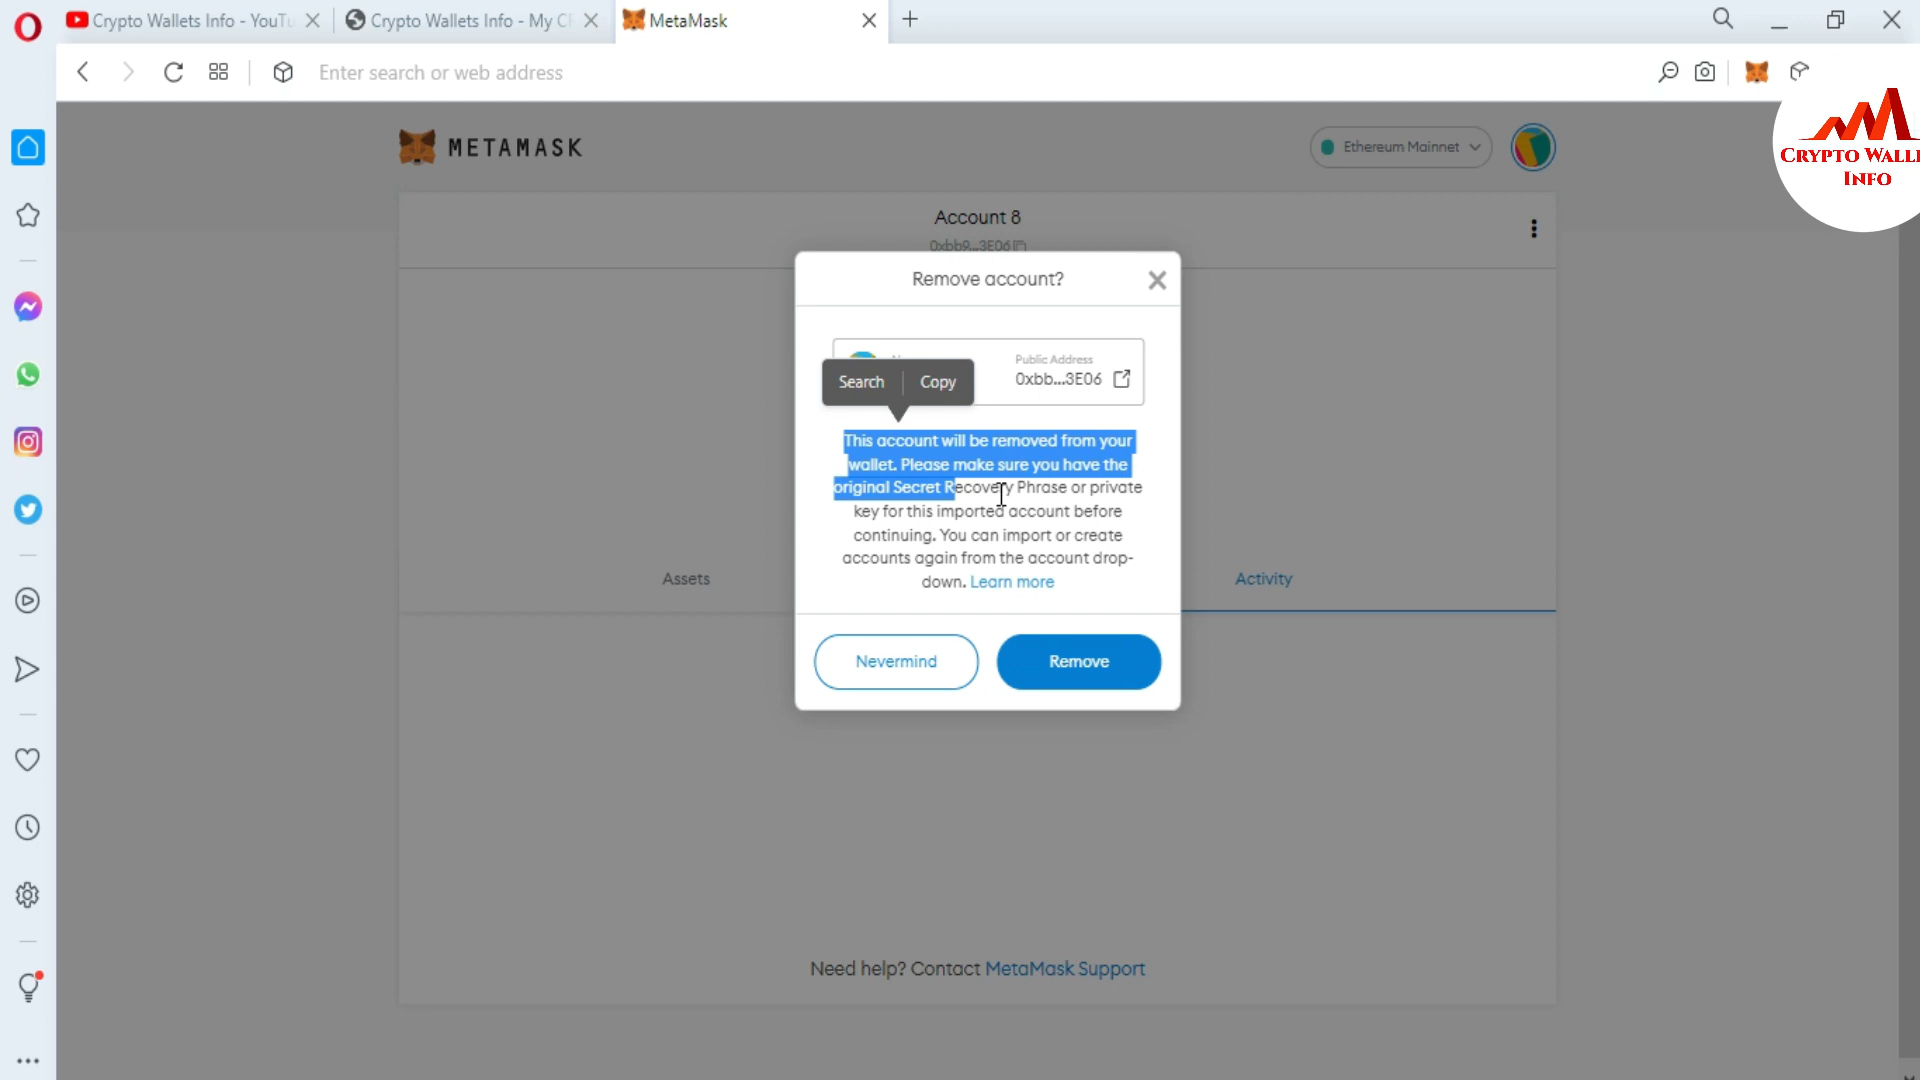 Crypto Wallets Info - YouTu
Crypto Wallets Info - My C
MetaMask
Enter search or web address
METAMASK
Ethereum Mainnet
CRYPTO WALLE
INFO
Account 8
0xbb9...3E06
Remove account?
Public Address
0xbb...3E06
Search
Copy
This account will be removed from your
wallet. Please make sure you have the
original Secret Recovery Phrase or private
key for this imported account before
continuing. You can import or create
accounts again from the account drop-
down. Learn more
Assets
Activity
Nevermind
Remove
Need help? Contact MetaMask Support